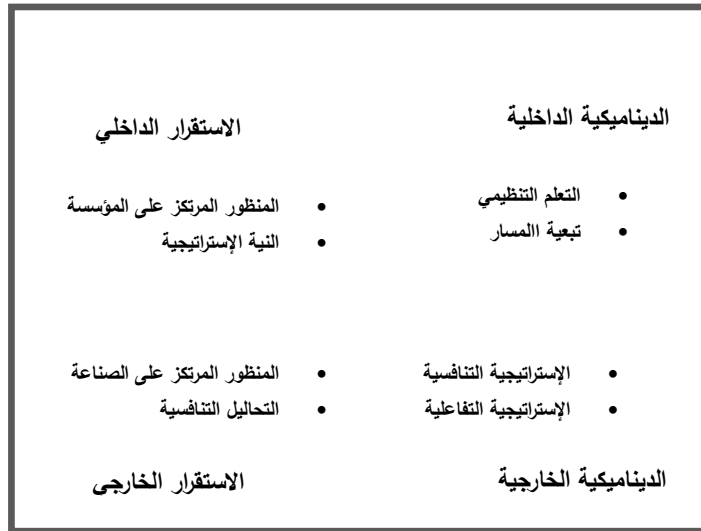 الديناميكية الداخلية
التعلم التنظيمي
تبعية االمسار
الاستقرار الداخلي
المنظور المرتكز على المؤسسة
النية الإستراتيجية
الإستراتيجية التنافسية
الإستراتيجية التفاعلية
الديناميكية الخارجية
المنظور المرتكز على الصناعة
التحاليل التنافسية
الاستقرار الخارجي